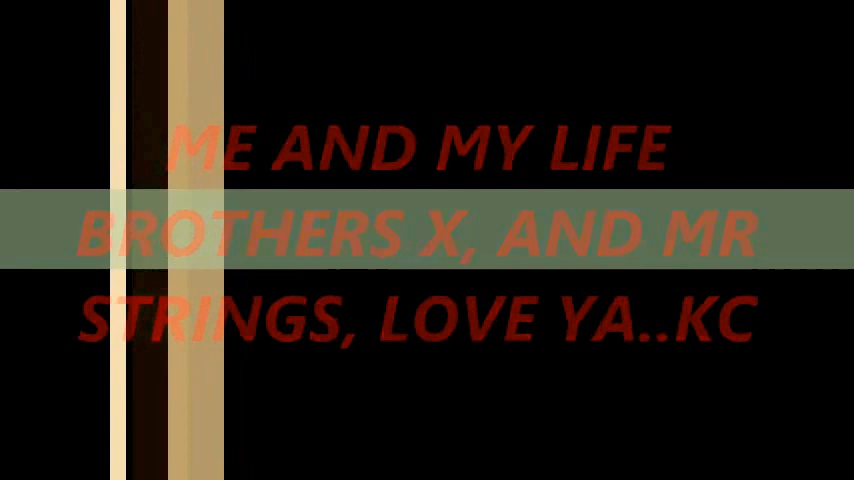 ME AND MY LIFE
BROTHERS X, AND MR
STRINGS, LOVE YA..KC